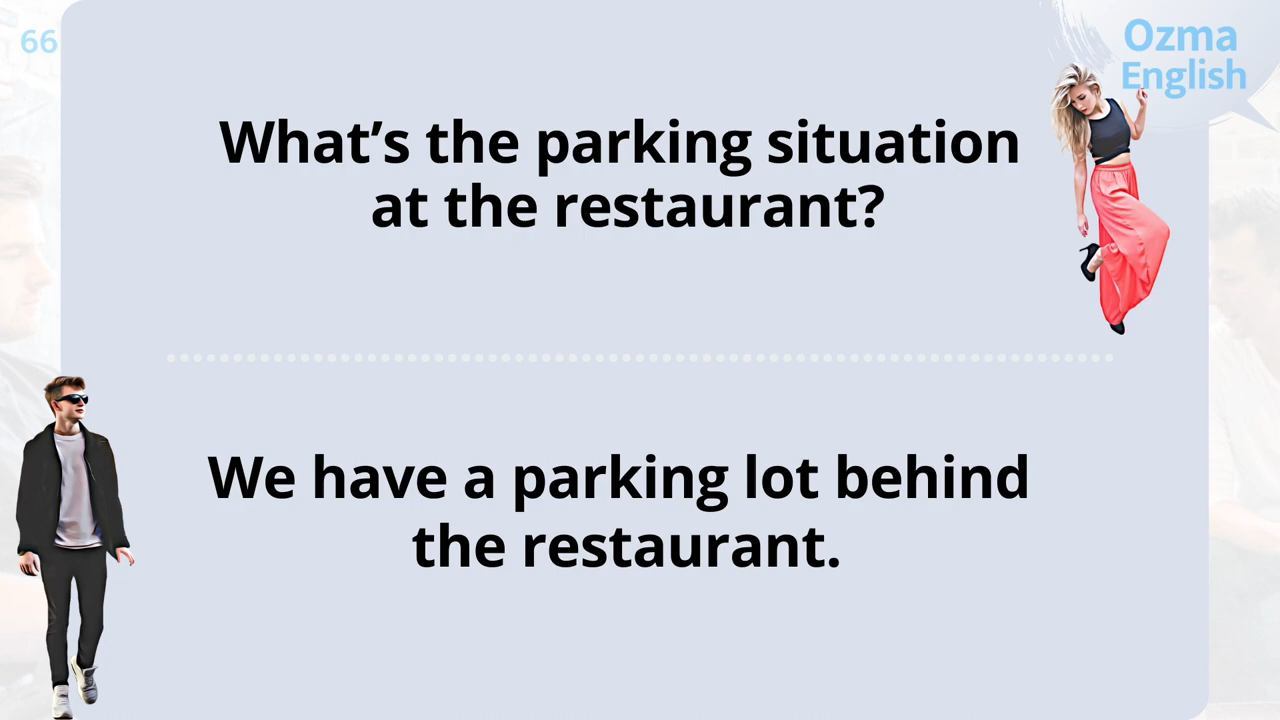 66
Ozma
English
What’s the parking situation
at the restaurant?
We have a parking lot behind
the restaurant.